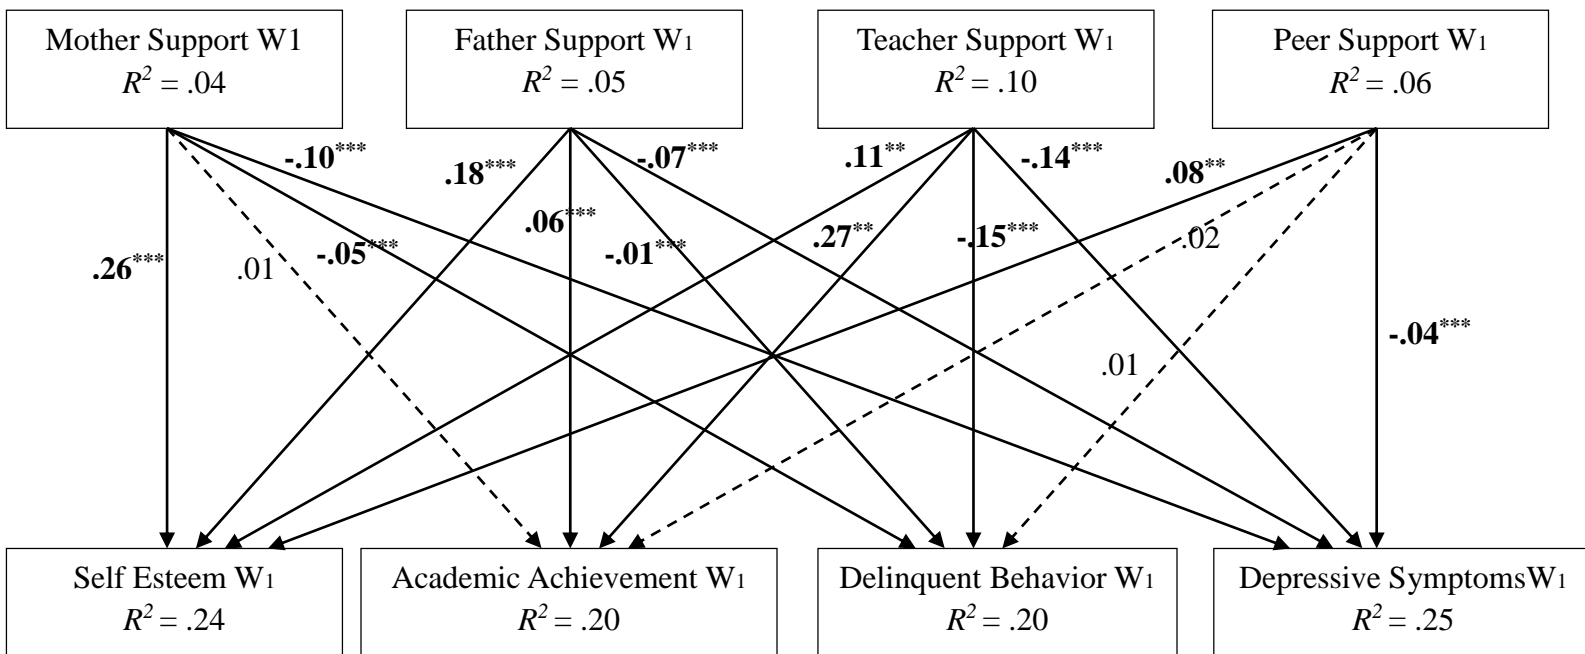 Mother Support W1
R² = .04
Father Support W1
R² = .05
Teacher Support W1
R² = .10
Peer Support W1
R² = .06
-.10***
.18***
-.07***
.11**
-.14***
.08**
.26***
.01
-.05***
.06***
-.01***
.27**
-.15***
.02
.01
-.04***
Self Esteem W1
R² = .24
Academic Achievement W1
R² = .20
Delinquent Behavior W1
R² = .20
Depressive SymptomsW1
R² = .25